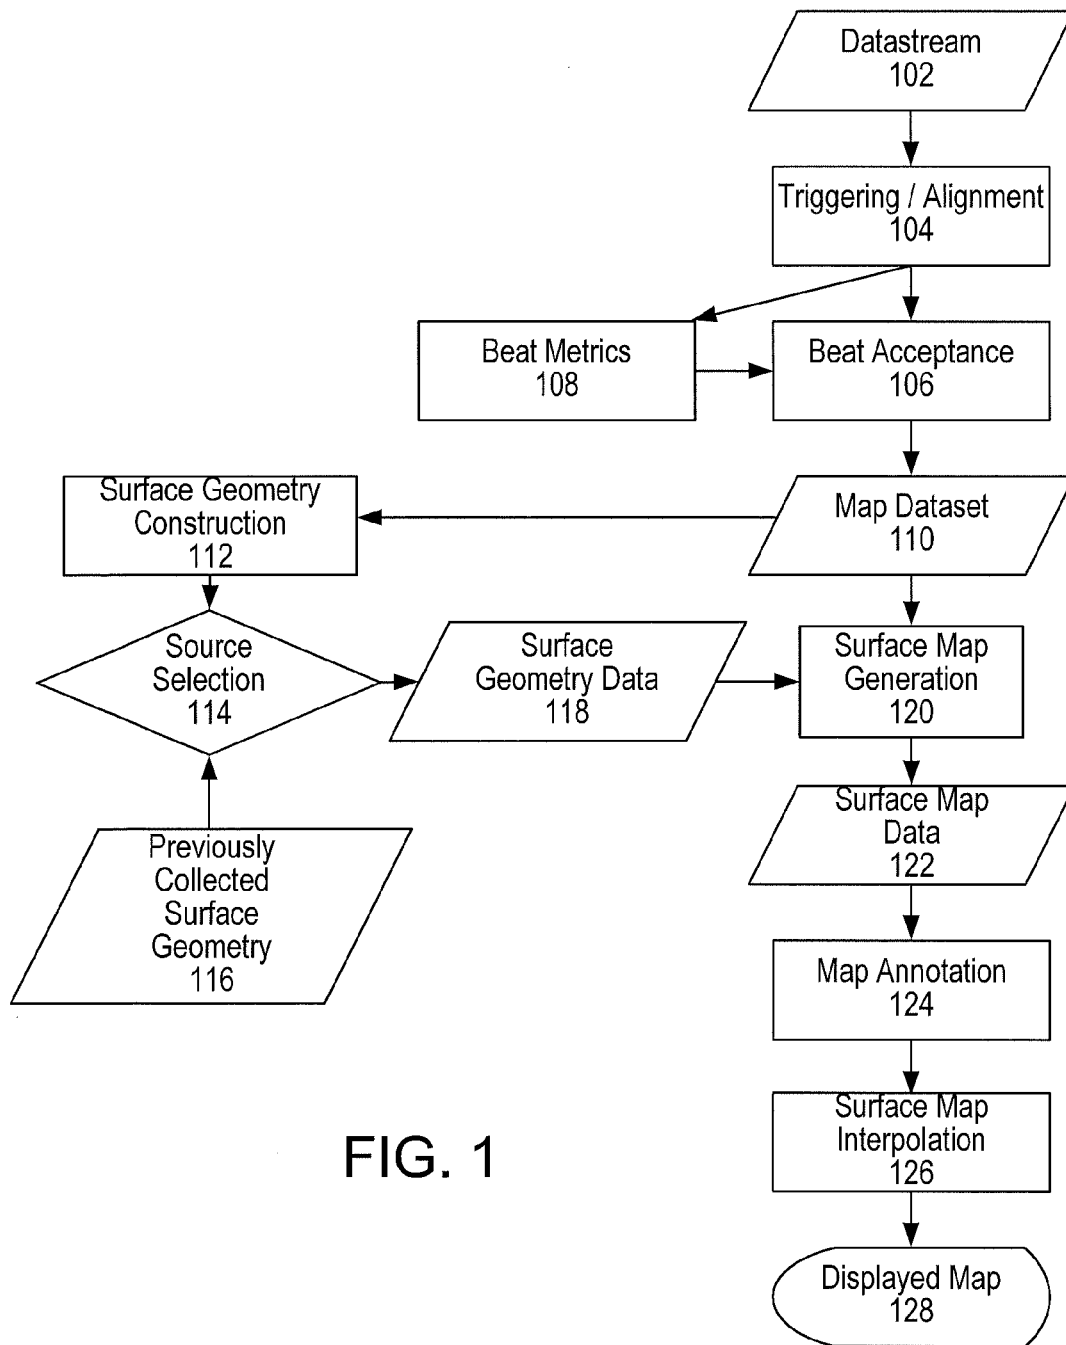 Datastream
102
Triggering / Alignment
104
Beat Metrics
108
Beat Acceptance
106
Surface Geometry
Construction
112
Map Dataset
110
Source
Selection
114
Surface
Geometry Data
118
Surface Map
Generation
120
Previously
Collected
Surface
Geometry
116
Surface Map
Data
122
Map Annotation
124
Surface Map
Interpolation
126
FIG. 1
Displayed Map
128